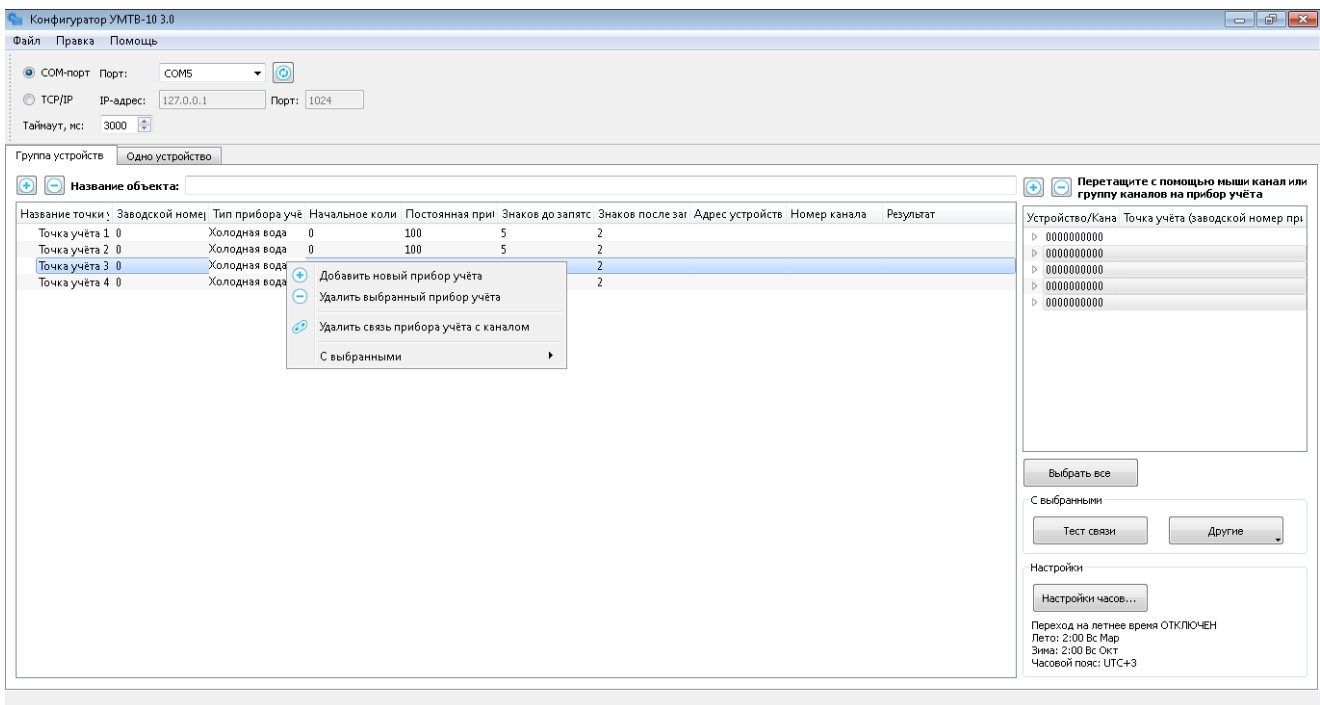 Конфигуратор УМТВ-10 3.0
Файл Правка Помощь
COM-порт Порт: COM5
TCP/IP IP-адрес: 127.0.0.1 Порт: 1024
Таймаут, мс: 3000
Группа устройств Одно устройство
Название объекта:
Перетащите с помощью мыши канал или
группу каналов на прибор учёта
Название точки у Заводской номер Тип прибора учё Начальное коли Постоянная при Знаков до запятс Знаков после заг Адрес устройств Номер канала Результат
Устройство/Кана Точка учёта (заводской номер при
Точка учёта 1 0 Холодная вода 0 100 5 2
Точка учёта 2 0 Холодная вода 0 100 5 2
Точка учёта 3 0 Холодная вода 2
Точка учёта 4 0 Холодная вода 2
0000000000
0000000000
0000000000
0000000000
0000000000
Добавить новый прибор учёта
Удалить выбранный прибор учёта
Удалить связь прибора учёта с каналом
С выбранными
Выбрать все
С выбранными
Тест связи Другие
Настройки
Настройки часов...
Переход на летнее время ОТКЛЮЧЕН
Лето: 2:00 Вс Мар
Зима: 2:00 Вс Окт
Часовой пояс: UTC+3